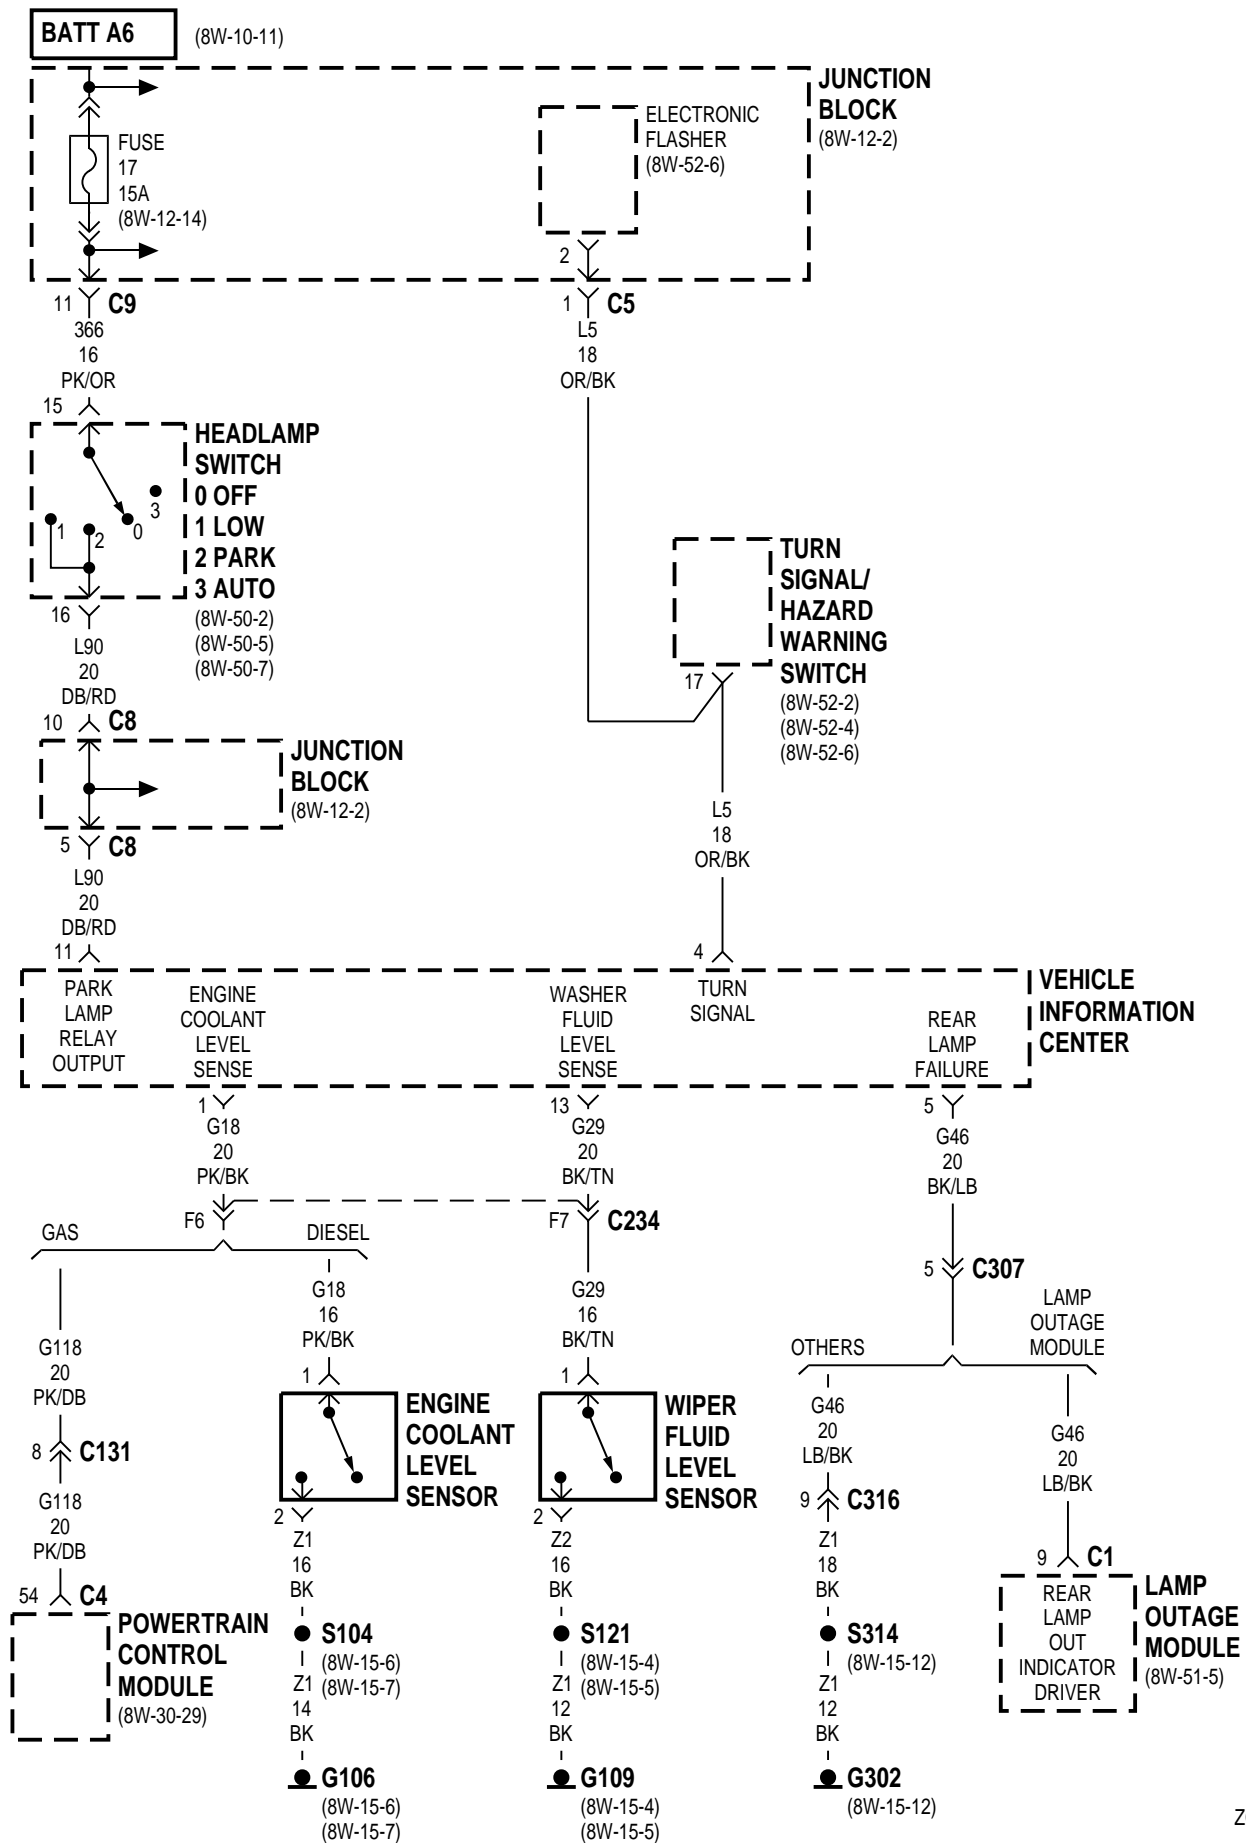 BATT A6
(8W-10-11)
JUNCTION
BLOCK
(8W-12-2)
FUSE
17
15A
(8W-12-14)
ELECTRONIC
FLASHER
(8W-52-6)
2
11
C9
366
16
PK/OR
15
1
C5
L5
18
OR/BK
HEADLAMP
SWITCH
0 OFF
1 LOW
2 PARK
3 AUTO
(8W-50-2)
(8W-50-5)
(8W-50-7)
1
2
0
3
16
L90
20
DB/RD
10
C8
TURN
SIGNAL/
HAZARD
WARNING
SWITCH
(8W-52-2)
(8W-52-4)
(8W-52-6)
17
JUNCTION
BLOCK
(8W-12-2)
5
C8
L90
20
DB/RD
11
L5
18
OR/BK
4
VEHICLE
INFORMATION
CENTER
PARK
LAMP
RELAY
OUTPUT
ENGINE
COOLANT
LEVEL
SENSE
WASHER
FLUID
LEVEL
SENSE
TURN
SIGNAL
REAR
LAMP
FAILURE
1
G18
20
PK/BK
13
G29
20
BK/TN
5
G46
20
BK/LB
F6
F7
C234
GAS
DIESEL
5
C307
G118
20
PK/DB
8
C131
G118
20
PK/DB
54
C4
POWERTRAIN
CONTROL
MODULE
(8W-30-29)
G18
16
PK/BK
1
ENGINE
COOLANT
LEVEL
SENSOR
2
Z1
16
BK
S104
(8W-15-6)
(8W-15-7)
Z1
14
BK
G106
(8W-15-6)
(8W-15-7)
G29
16
BK/TN
1
WIPER
FLUID
LEVEL
SENSOR
2
Z2
16
BK
S121
(8W-15-4)
(8W-15-5)
Z1
12
BK
G109
(8W-15-4)
(8W-15-5)
OTHERS
LAMP
OUTAGE
MODULE
G46
20
LB/BK
9
C316
Z1
18
BK
S314
(8W-15-12)
Z1
12
BK
G302
(8W-15-12)
G46
20
LB/BK
9
C1
REAR
LAMP
OUT
INDICATOR
DRIVER
LAMP
OUTAGE
MODULE
(8W-51-5)